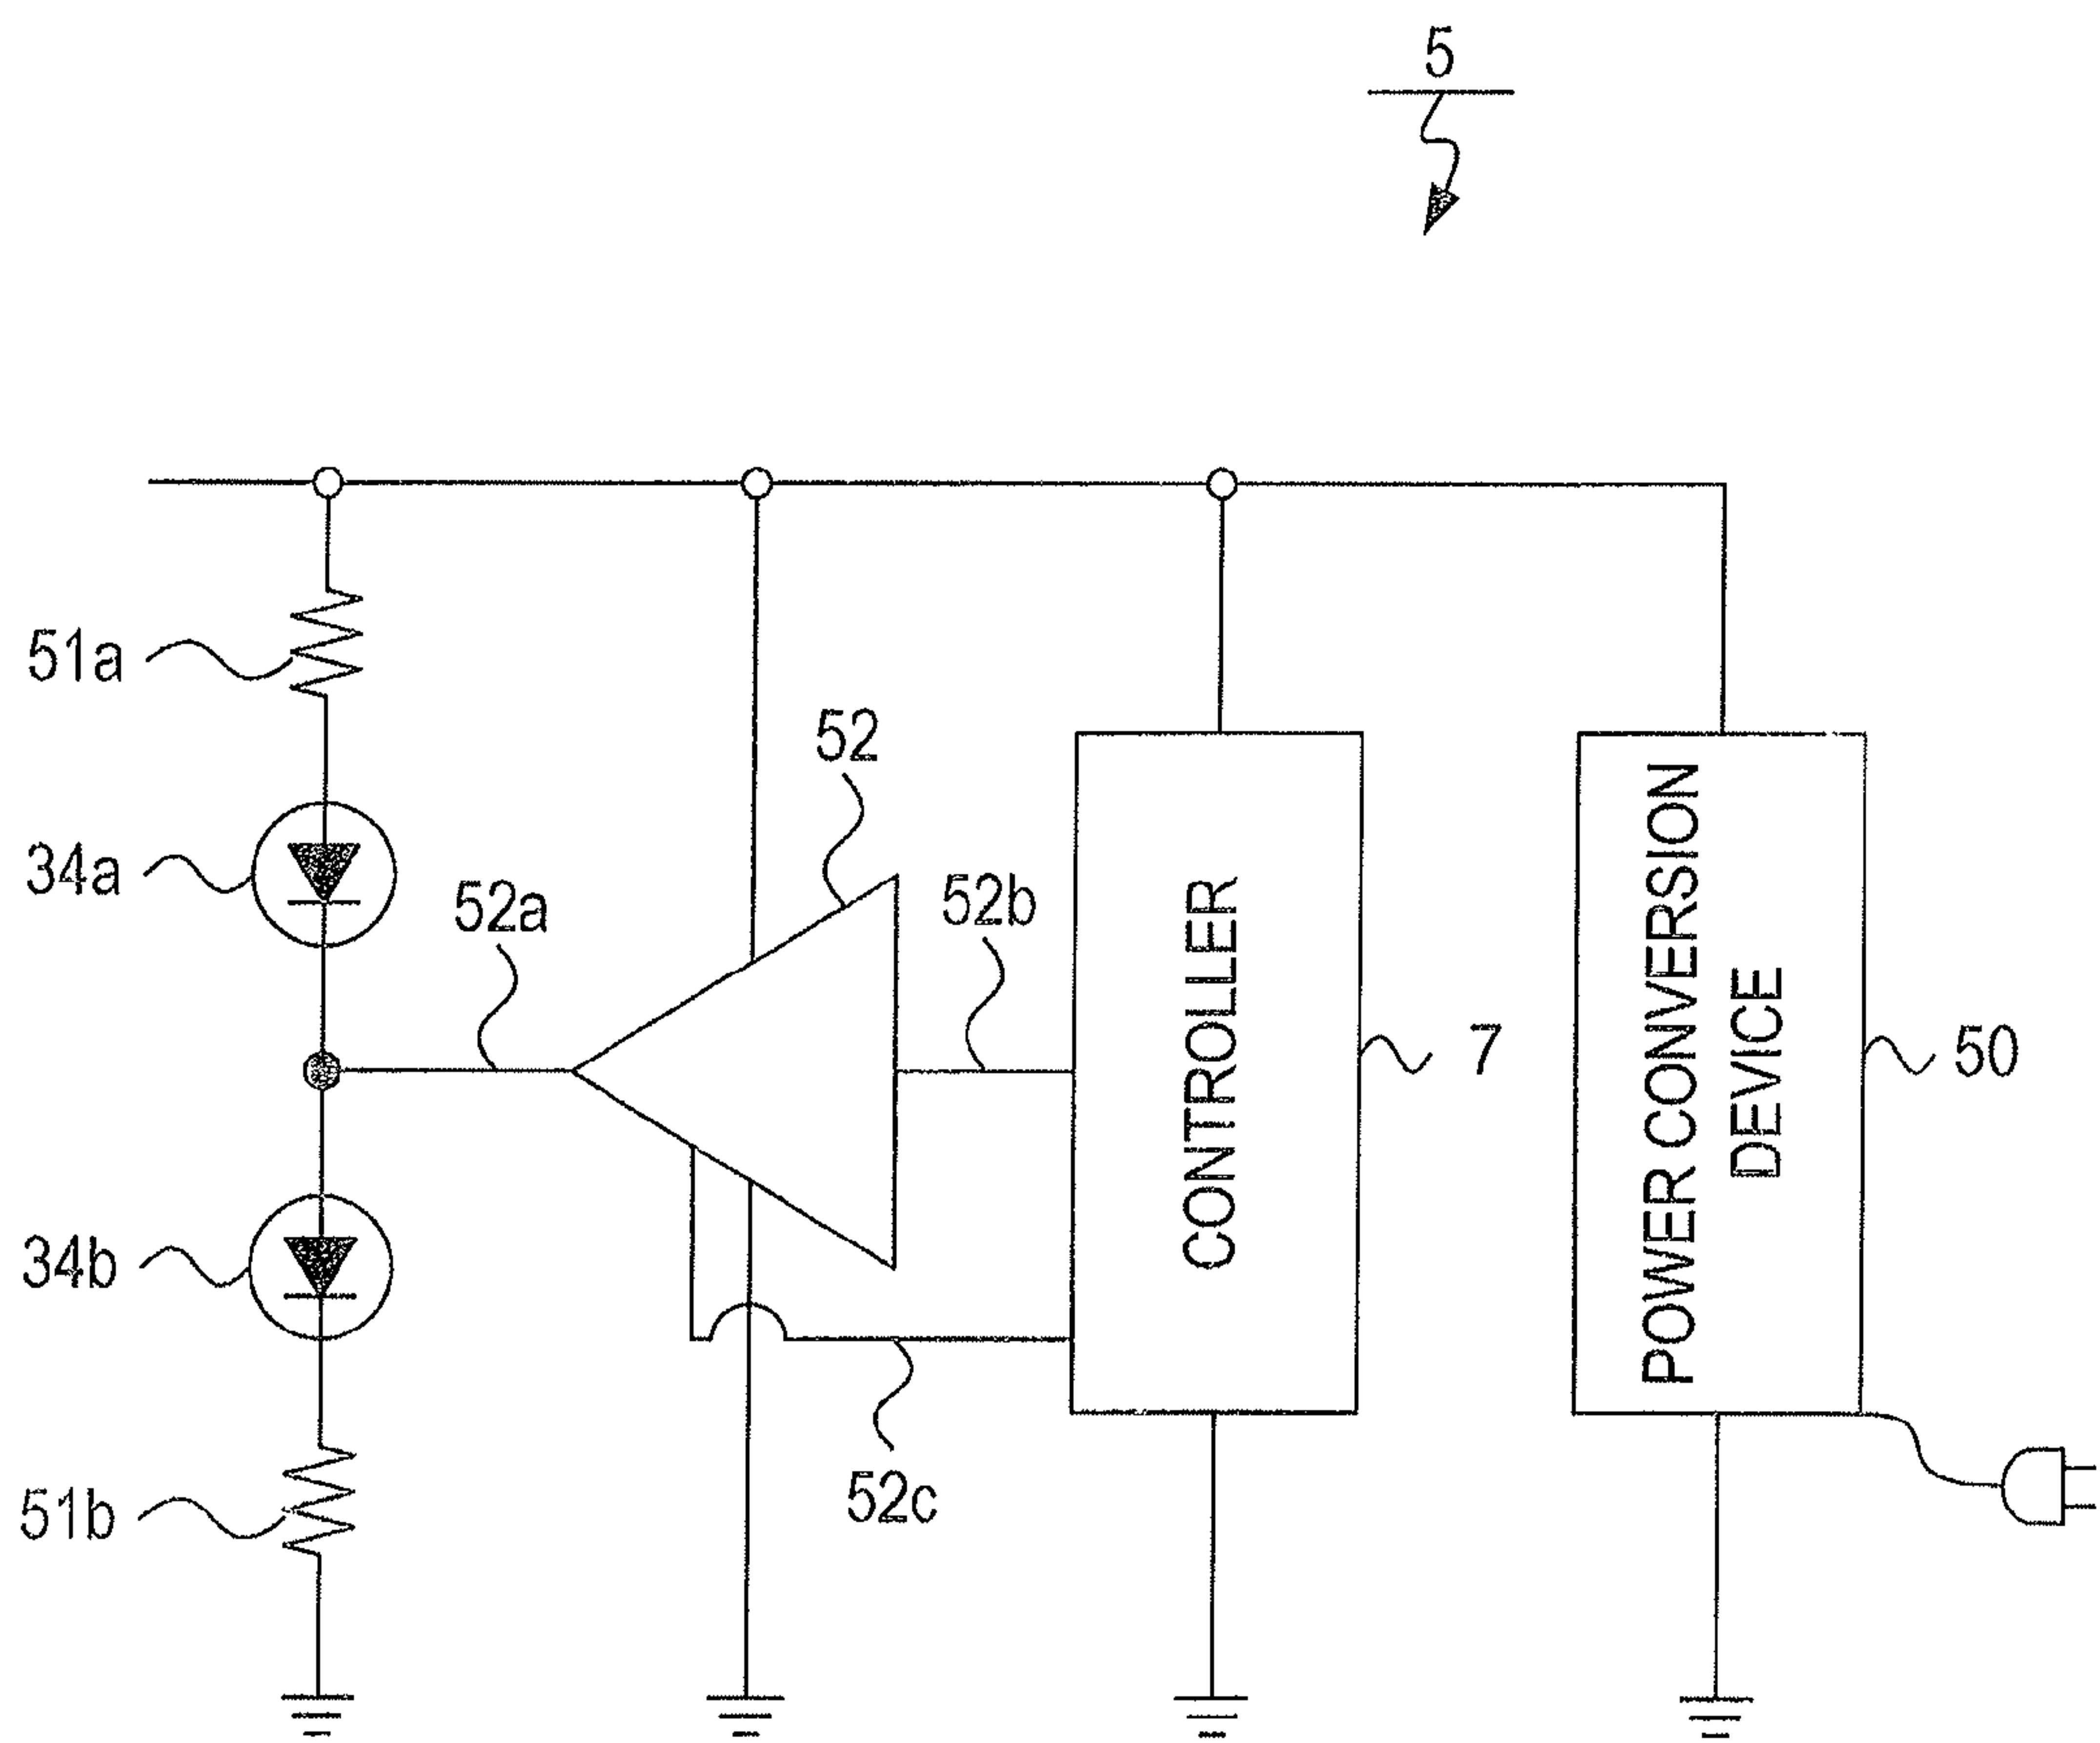 5
51a
52
34a
52a
52b
CONTROLLER
7
POWER CONVERSION
DEVICE
50
34b
52c
51b